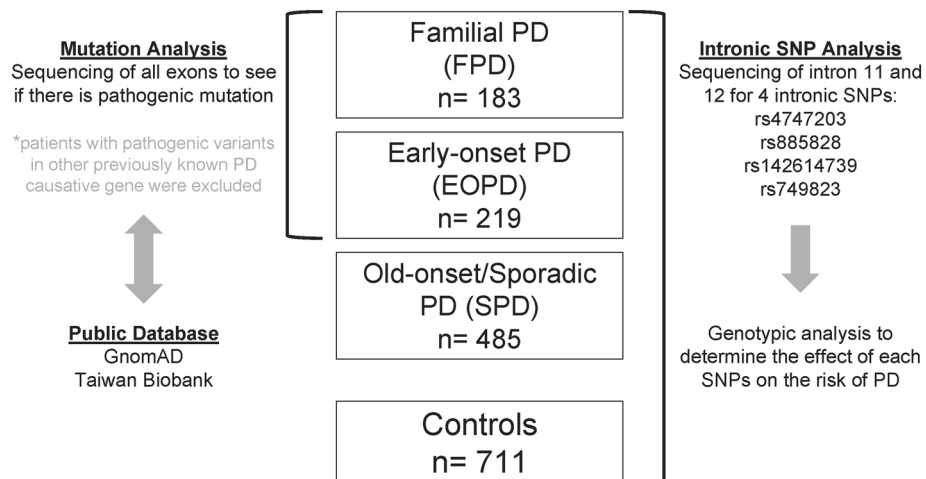 Mutation Analysis
Sequencing of all exons to see
if there is pathogenic mutation
*patients with pathogenic variants
in other previously known PD
causative gene were excluded
Public Database
GnomAD
Taiwan Biobank
Familial PD
(FPD)
n= 183
Early-onset PD
(EOPD)
n= 219
Old-onset/Sporadic
PD (SPD)
n= 485
Controls
n= 711
Intronic SNP Analysis
Sequencing of intron 11 and
12 for 4 intronic SNPs:
rs4747203
rs885828
rs142614739
rs749823
Genotypic analysis to
determine the effect of each
SNPs on the risk of PD